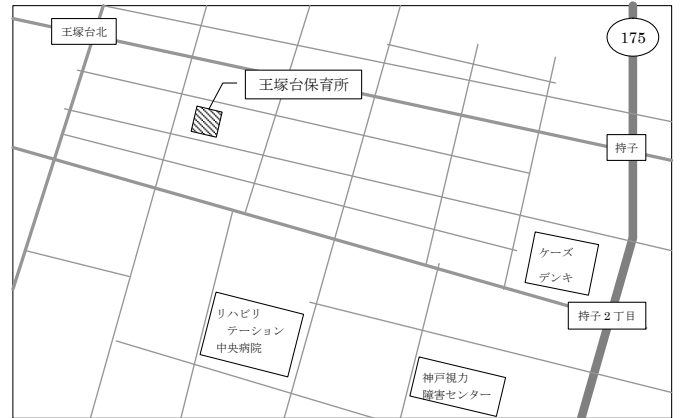 王塚台北
175
王塚台保育所
持子
ケーズ
デンキ
持子2丁目
リハビリ
テーション
中央病院
神戸視力
障害センター